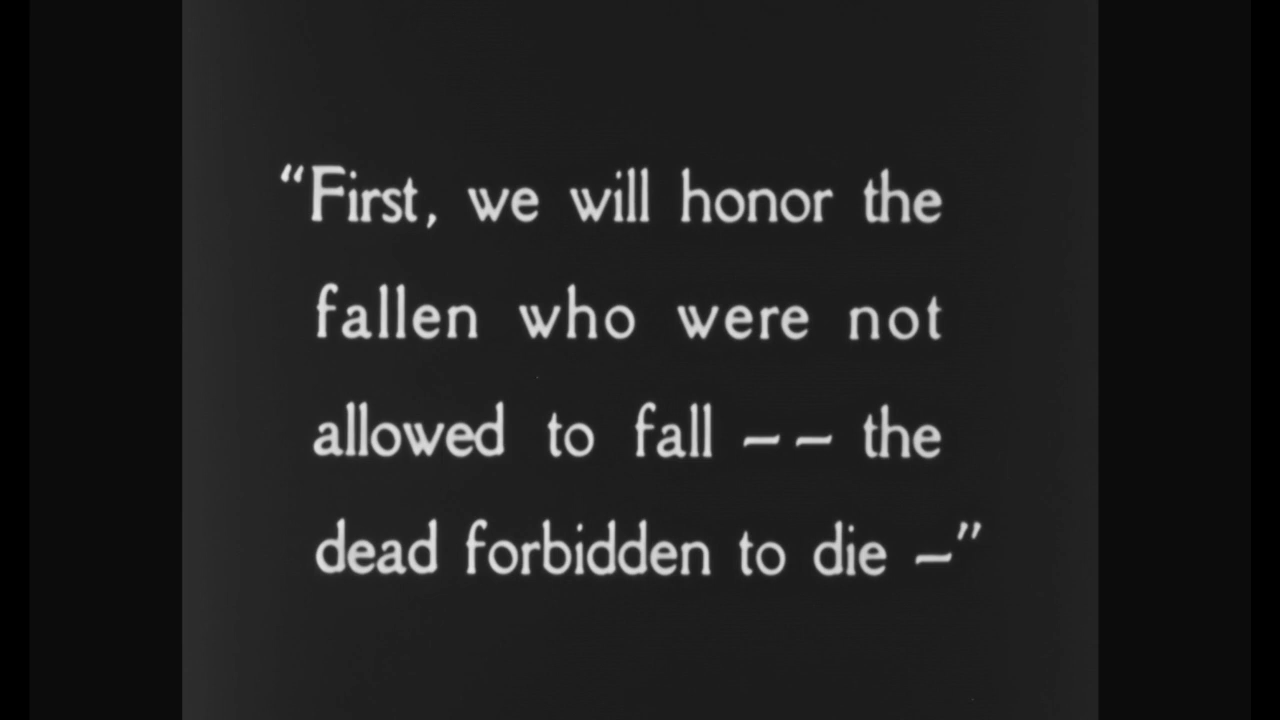 “First, we will honor the
fallen who were not
allowed to fall -- the
dead forbidden to die -”